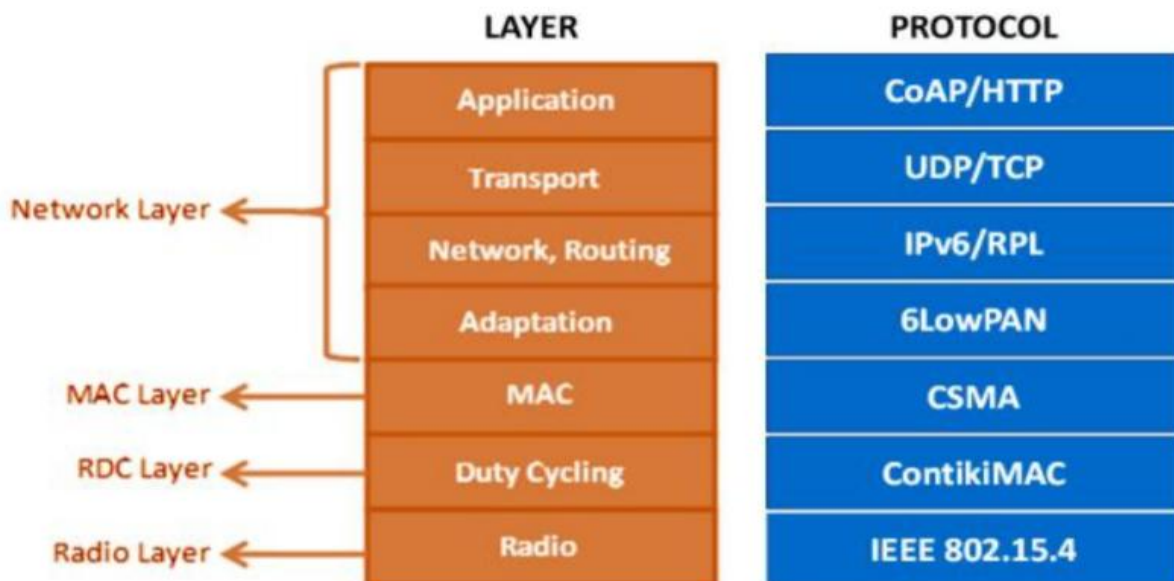 LAYER PROTOCOL
Application CoAP/HTTP
Transport UDP/TCP
Network Layer
Network, Routing IPv6/RPL
Adaptation 6LowPAN
MAC Layer MAC CSMA
RDC Layer Duty Cycling ContikiMAC
Radio Layer Radio IEEE 802.15.4